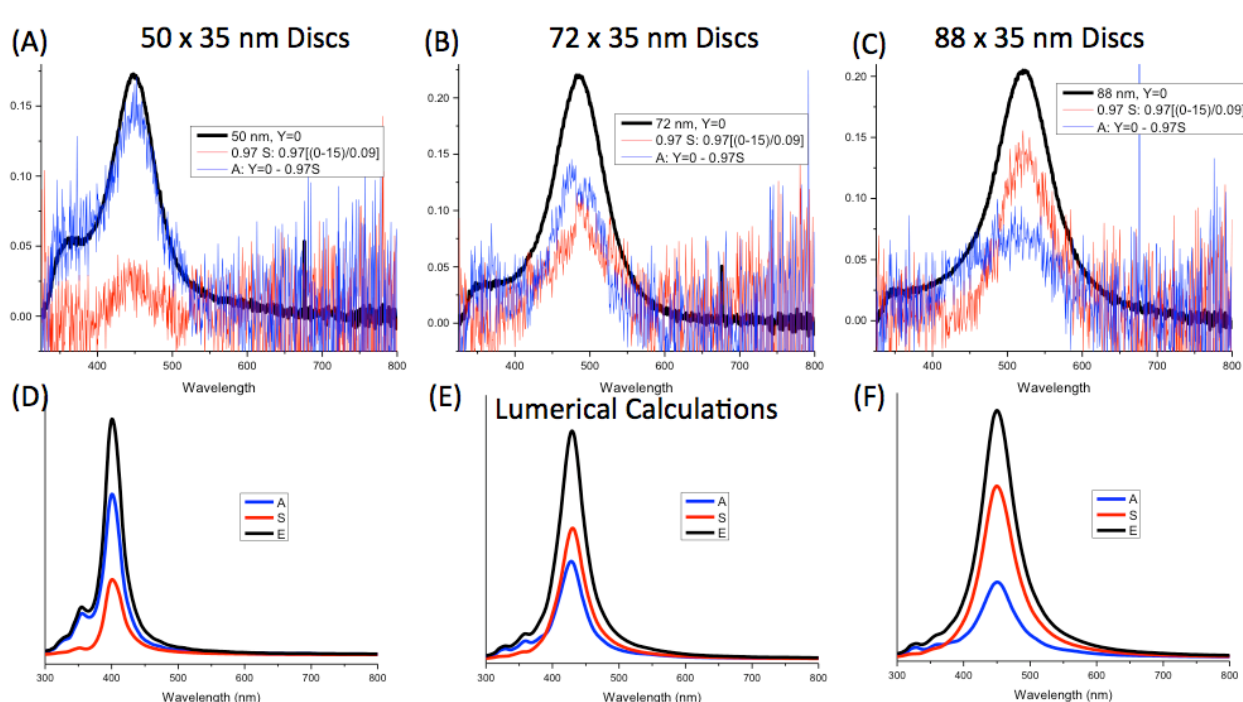 (A) 50 x 35 nm Discs
(B) 72 x 35 nm Discs
(C) 88 x 35 nm Discs
50 nm, Y=0
0.97 S: 0.97[(0-15)/0.09]
A: Y=0 - 0.97S
0.15
0.10
0.05
0.00
400 500 600 700 800
Wavelength
72 nm, Y=0
0.97 S: 0.97[(0-15)/0.09]
A: Y=0 - 0.97S
0.20
0.15
0.10
0.05
0.00
400 500 600 700 800
Wavelength
88 nm, Y=0
0.97 S: 0.97[(0-15)/0.09]
A: Y=0 - 0.97S
0.20
0.15
0.10
0.05
0.00
400 500 600 700 800
Wavelength
(D)
(E) Lumerical Calculations
(F)
A
S
E
300 400 500 600 700 800
Wavelength (nm)
A
S
E
300 400 500 600 700 800
Wavelength (nm)
A
S
E
300 400 500 600 700 800
Wavelength (nm)